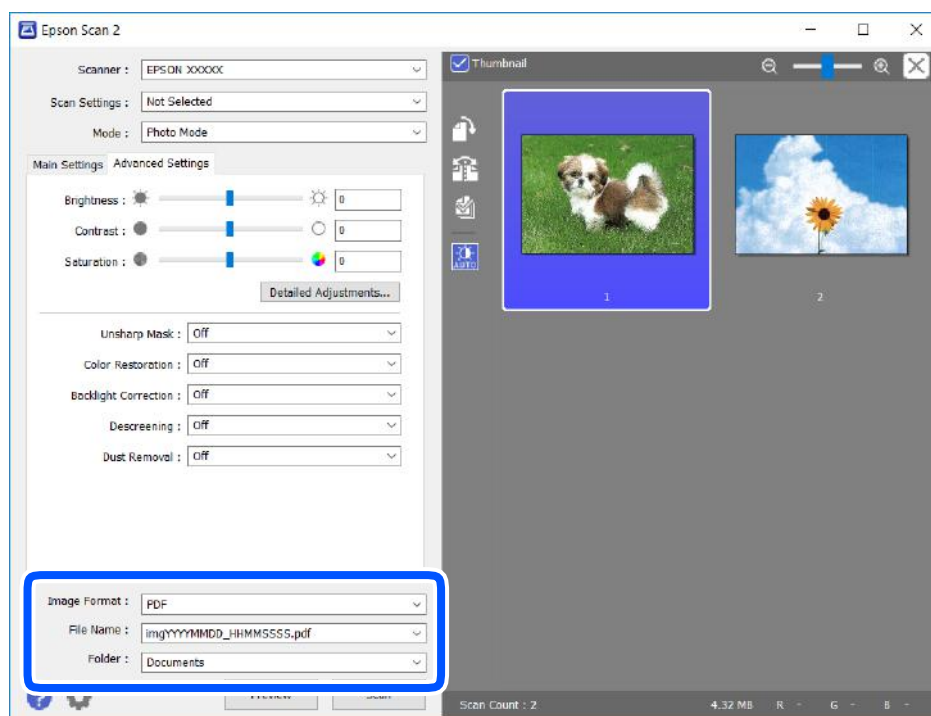 Epson Scan 2
Scanner : EPSON XXXXX
Scan Settings : Not Selected
Mode : Photo Mode
Main Settings Advanced Settings
Brightness : 0
Contrast : 0
Saturation : 0
Detailed Adjustments...
Unsharp Mask : Off
Color Restoration : Off
Backlight Correction : Off
Descreening : Off
Dust Removal : Off
Image Format : PDF
File Name : imgYYYYMMDD_HHMMSSSS.pdf
Folder : Documents
Preview Scan
Thumbnail
AUTO
1 2
Scan Count : 2 4.32 MB R - G - B -